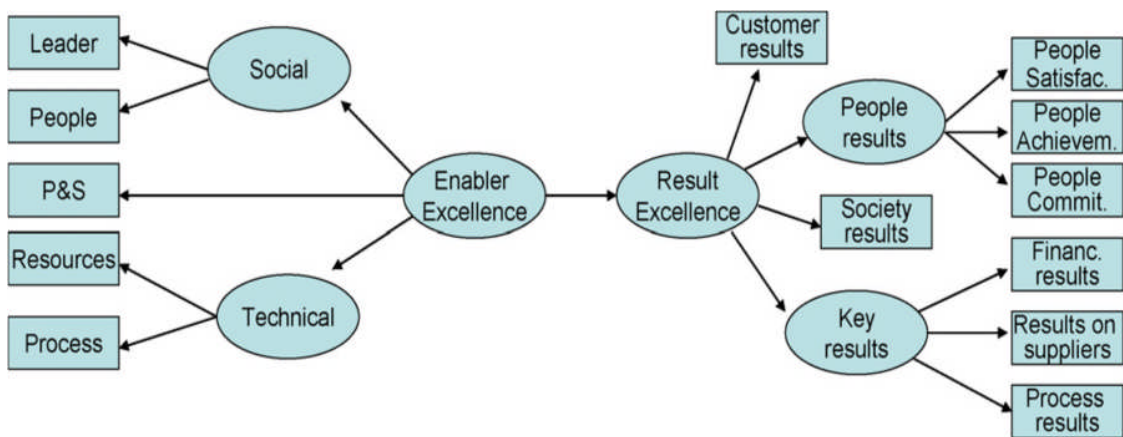 Leader
People
P&S
Resources
Process
Social
Technical
Enabler
Excellence
Result
Excellence
Customer
results
People
results
Society
results
Key
results
People
Satisfac.
People
Achievem.
People
Commit.
Financ.
results
Results on
suppliers
Process
results